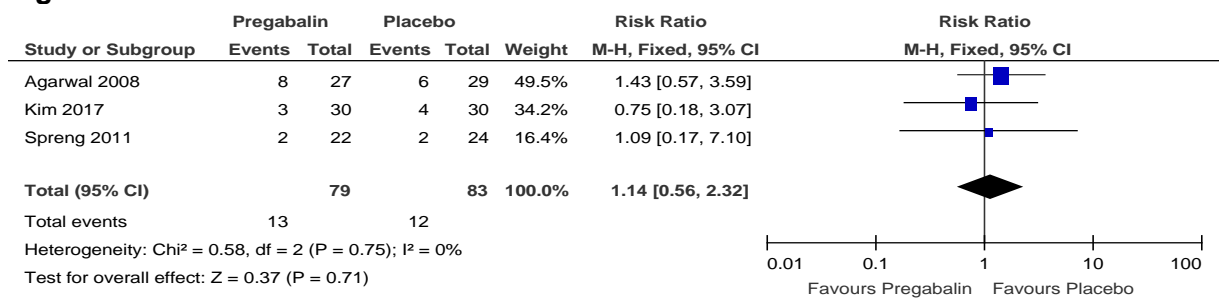 Pregabalin Placebo Risk Ratio Risk Ratio
Study or Subgroup Events Total Events Total Weight M-H, Fixed, 95% CI M-H, Fixed, 95% CI
Agarwal 2008 8 27 6 29 49.5% 1.43 [0.57, 3.59]
Kim 2017 3 30 4 30 34.2% 0.75 [0.18, 3.07]
Spreng 2011 2 22 2 24 16.4% 1.09 [0.17, 7.10]
Total (95% CI) 79 83 100.0% 1.14 [0.56, 2.32]
Total events 13 12
Heterogeneity: Chi² = 0.58, df = 2 (P = 0.75); I² = 0%
Test for overall effect: Z = 0.37 (P = 0.71)
0.01 0.1 1 10 100
Favours Pregabalin Favours Placebo